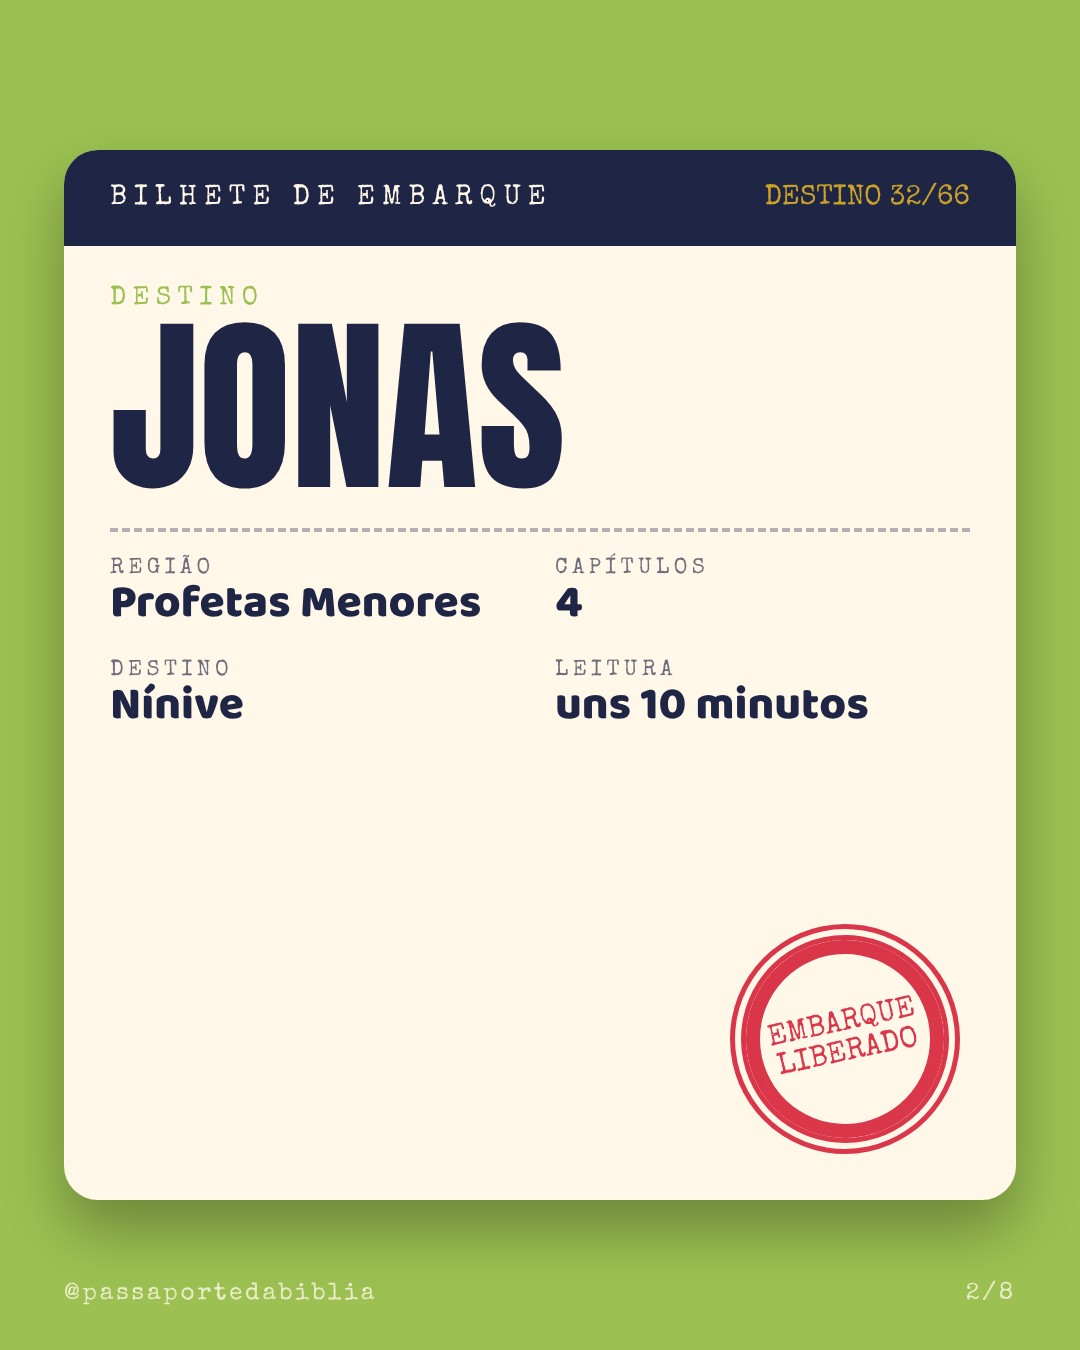 BILHETE DE EMBARQUE
DESTINO 32/66
DESTINO
JONAS
REGIÃO
Profetas Menores
CAPÍTULOS
4
DESTINO
Nínive
LEITURA
uns 10 minutos
EMBARQUE
LIBERADO
@passaportedabiblia
2/8